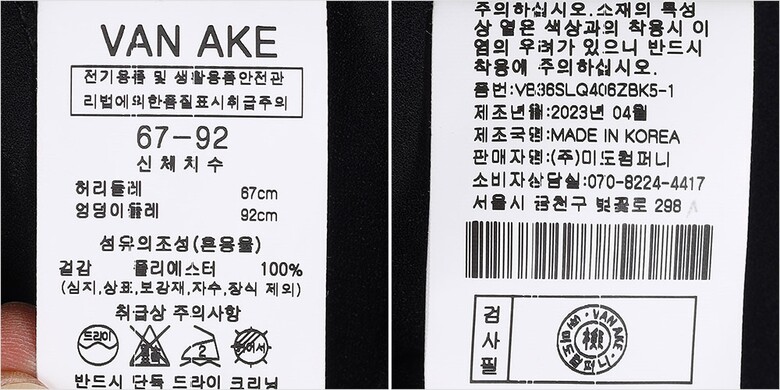 VAN AKE
전기용품 및 생활용품안전관
리법에의한품질표시취급주의
67-92
신체치수
허리둘레 67cm
엉덩이둘레 92cm
섬유의조성(혼용율)
겉감 폴리에스터 100%
(심지,상표,보강재,자수,장식 제외)
취급상 주의사항
드라이
2
반드시 단독 드라이 크리닝
주의하십시오.소재의 특성
상 옅은 색상과의 착용시 이
염의 우려가 있으니 반드시
착용에 주의하십시오.
품번:VB36SLQ406ZBK5-1
제조년월:2023년 04월
제조국명:MADE IN KOREA
판매자명:(주)미도컴퍼니
소비자상담실:070-8224-4417
서울시 금천구 벚꽃로 298
검사필
VAN AKE
㈜미도컴퍼니
檢